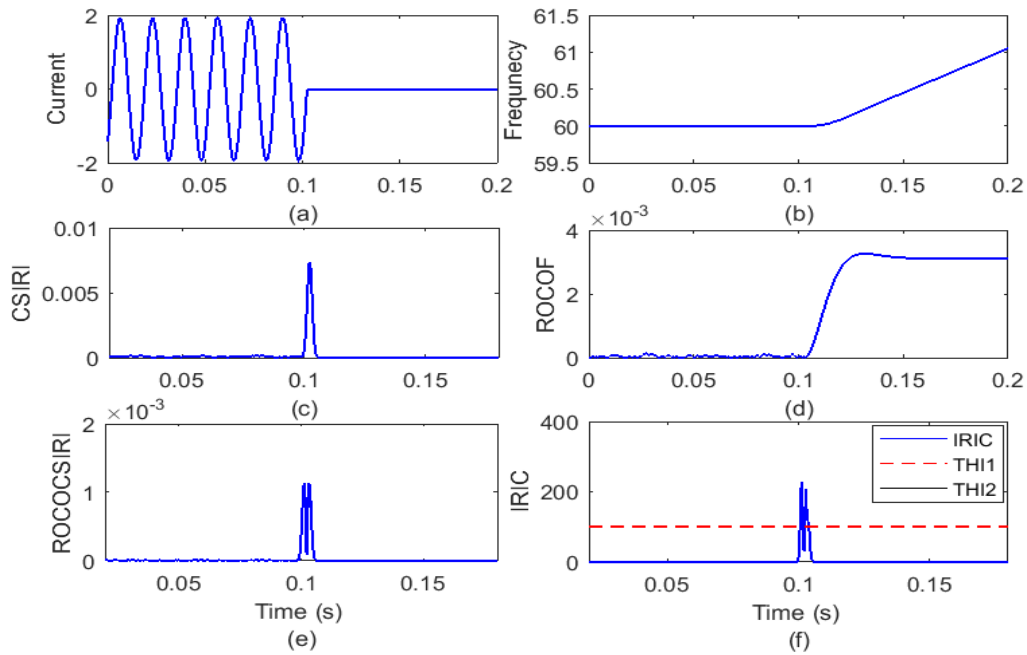 2
0
-2
Current
0
0.05
0.1
0.15
0.2
(a)
61.5
61
60.5
60
59.5
Frequnecy
0
0.05
0.1
0.15
0.2
(b)
0.01
0.005
0
CSIRI
0.05
0.1
0.15
(c)
× 10-3
4
2
0
ROCOF
0
0.05
0.1
0.15
0.2
(d)
× 10-3
2
1
0
ROCOCSIRI
0.05
0.1
0.15
Time (s)
(e)
400
200
0
IRIC
IRIC
THI1
THI2
0.05
0.1
0.15
Time (s)
(f)